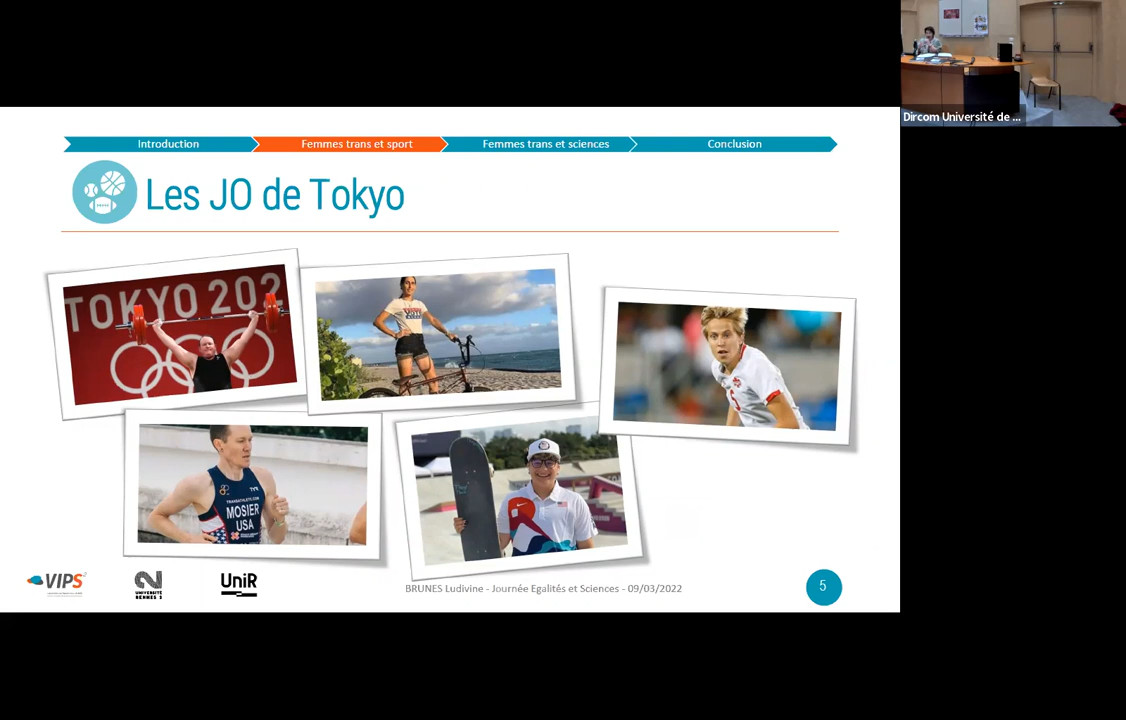 Dircom Université de ...
Introduction
Femmes trans et sport
Femmes trans et sciences
Conclusion
Les JO de Tokyo
TOKYO 202
TYR
MOSIER
USA
VIPS
UNIVERSITÉ
RENNES 2
UniR
BRUNES Ludivine - Journée Egalités et Sciences - 09/03/2022
5